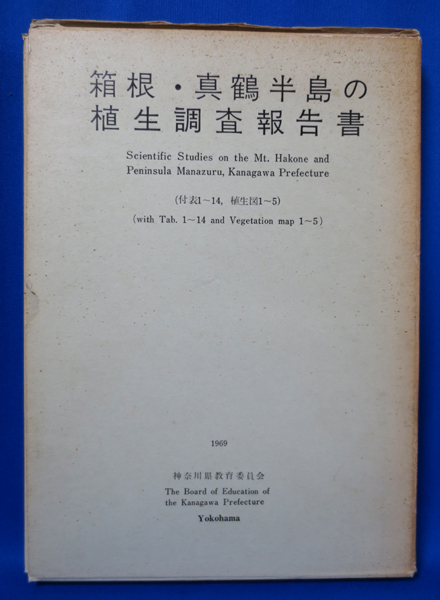 箱根・真鶴半島の
植生調査報告書
Scientific Studies on the Mt. Hakone and
Peninsula Manazuru, Kanagawa Prefecture
(付表1～14, 植生図1～5)
(with Tab. 1～14 and Vegetation map 1～5)
1969
神奈川県教育委員会
The Board of Education of
the Kanagawa Prefecture
Yokohama